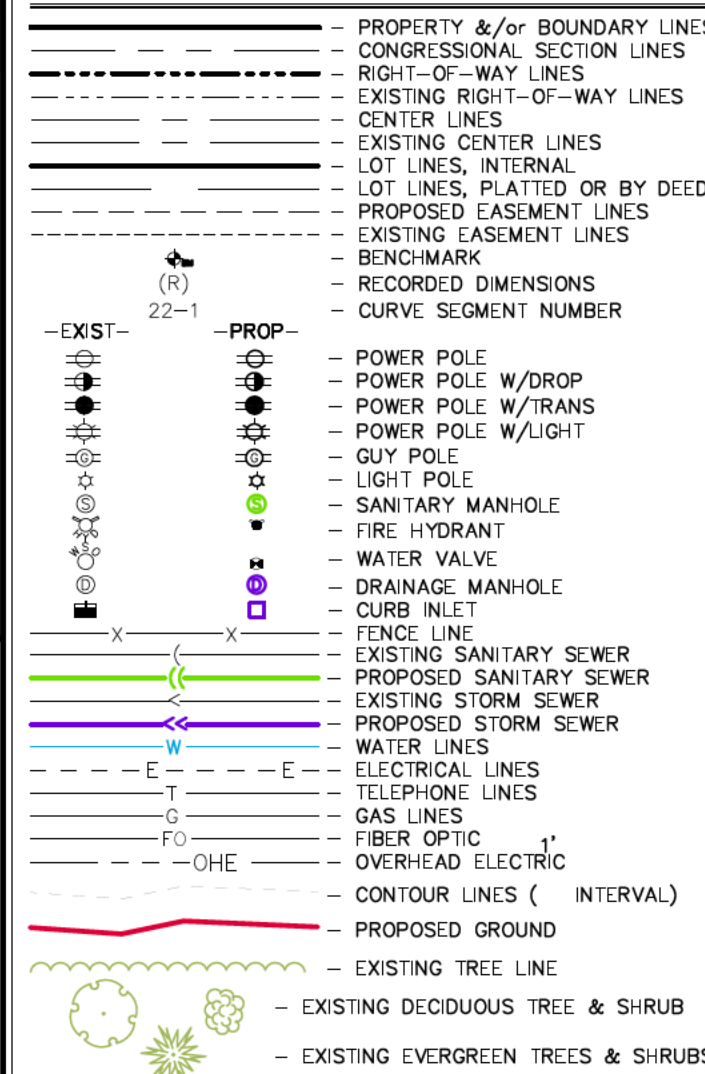 — PROPERTY &/or BOUNDARY LINES
— CONGRESSIONAL SECTION LINES
— RIGHT-OF-WAY LINES
— EXISTING RIGHT-OF-WAY LINES
— CENTER LINES
— EXISTING CENTER LINES
— LOT LINES, INTERNAL
— LOT LINES, PLATTED OR BY DEED
— PROPOSED EASEMENT LINES
— EXISTING EASEMENT LINES
— BENCHMARK
(R) — RECORDED DIMENSIONS
22-1 — CURVE SEGMENT NUMBER
-EXIST- -PROP-
— POWER POLE
— POWER POLE W/DROP
— POWER POLE W/TRANS
— POWER POLE W/LIGHT
G G — GUY POLE
— LIGHT POLE
S S — SANITARY MANHOLE
— FIRE HYDRANT
W S O — WATER VALVE
D D — DRAINAGE MANHOLE
— CURB INLET
X X — FENCE LINE
( — EXISTING SANITARY SEWER
(( — PROPOSED SANITARY SEWER
< — EXISTING STORM SEWER
<< — PROPOSED STORM SEWER
W — WATER LINES
E E — ELECTRICAL LINES
T — TELEPHONE LINES
G — GAS LINES
FO — FIBER OPTIC
1'
OHE — OVERHEAD ELECTRIC
— CONTOUR LINES ( INTERVAL)
— PROPOSED GROUND
— EXISTING TREE LINE
— EXISTING DECIDUOUS TREE & SHRUB
— EXISTING EVERGREEN TREES & SHRUBS